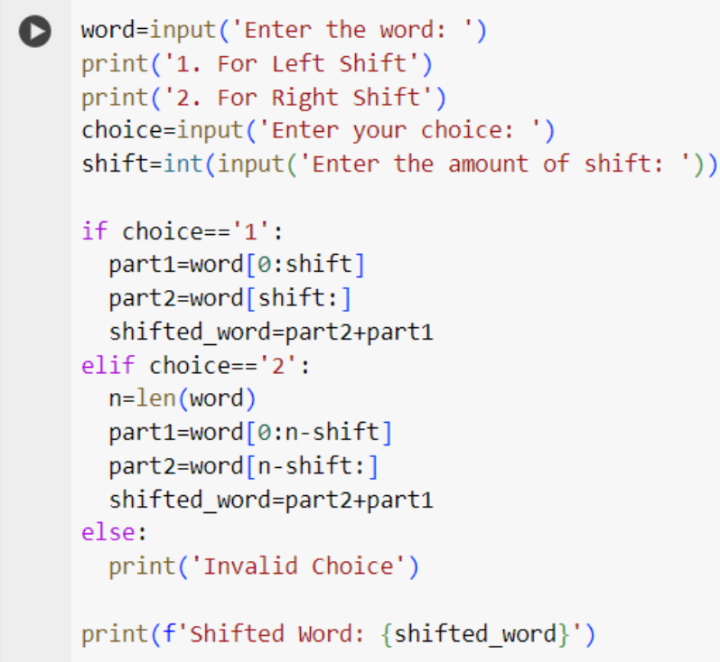 word=input('Enter the word: ')
print('1. For Left Shift')
print('2. For Right Shift')
choice=input('Enter your choice: ')
shift=int(input('Enter the amount of shift: '))

if choice=='1':
  part1=word[0:shift]
  part2=word[shift:]
  shifted_word=part2+part1
elif choice=='2':
  n=len(word)
  part1=word[0:n-shift]
  part2=word[n-shift:]
  shifted_word=part2+part1
else:
  print('Invalid Choice')

print(f'Shifted Word: {shifted_word}')